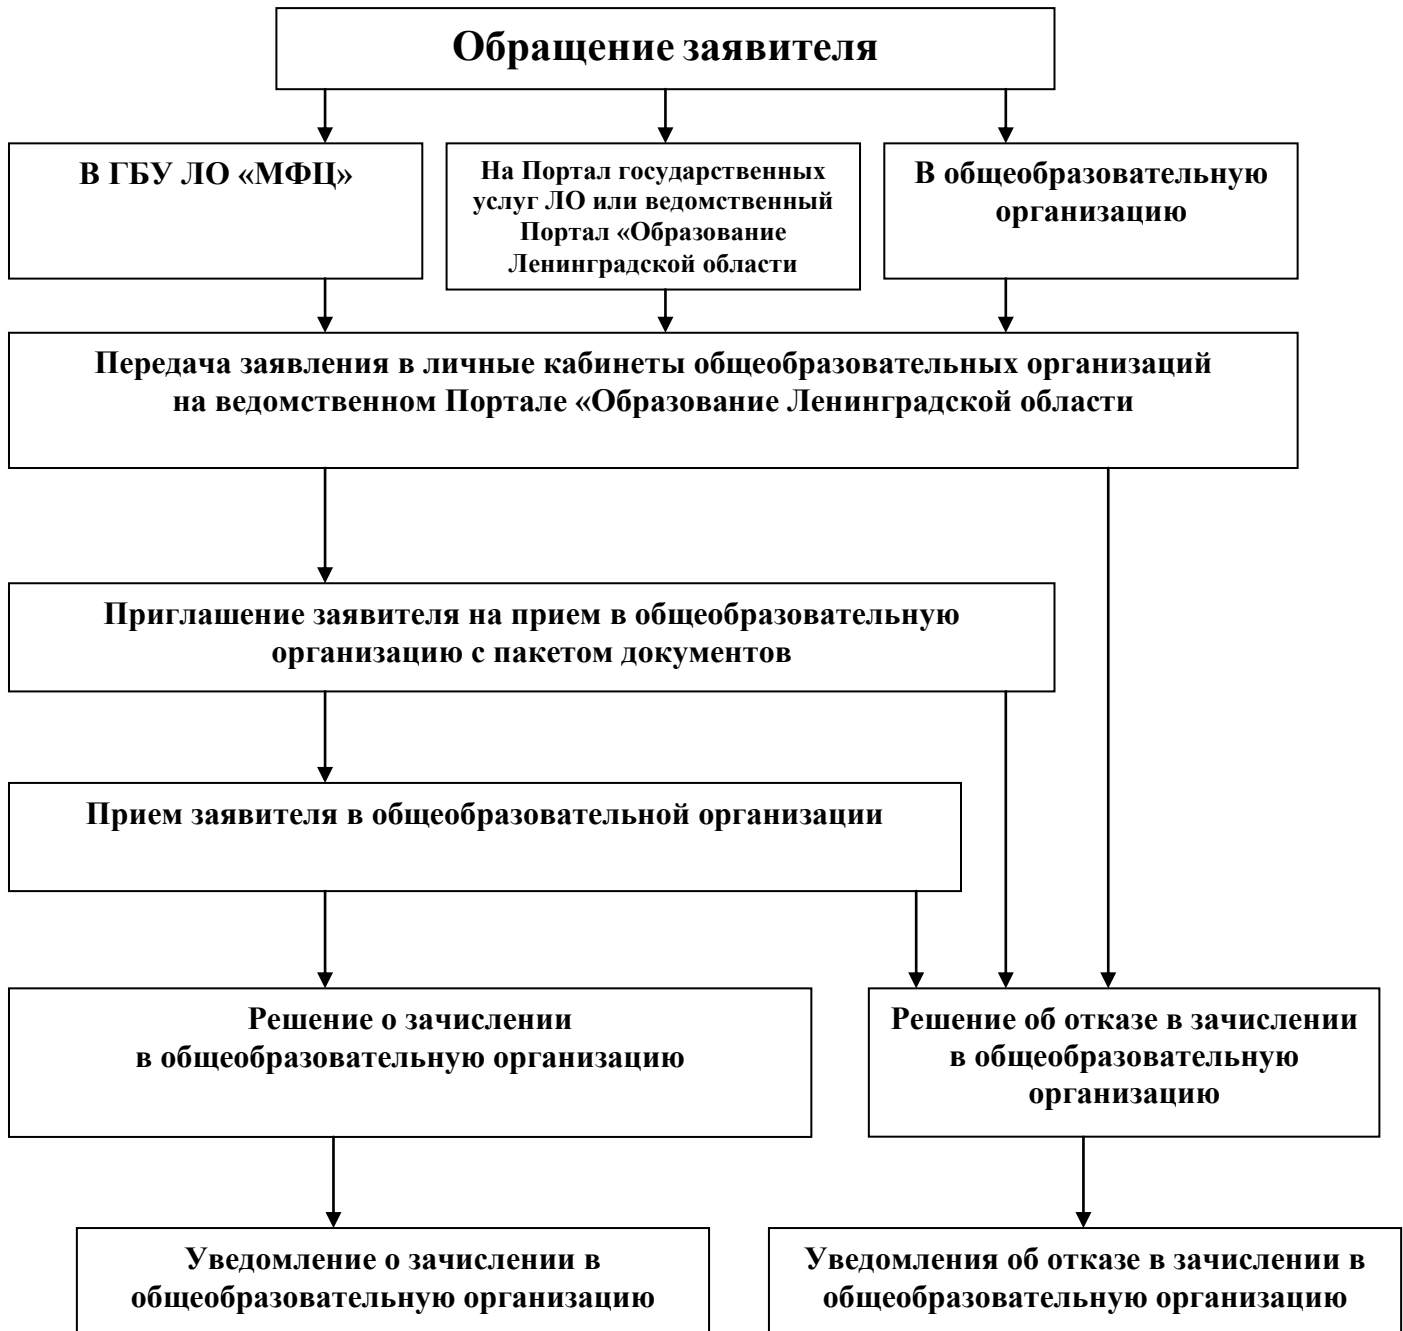 Обращение заявителя
В ГБУ ЛО «МФЦ»
На Портал государственных
услуг ЛО или ведомственный
Портал «Образование
Ленинградской области
В общеобразовательную
организацию
Передача заявления в личные кабинеты общеобразовательных организаций
на ведомственном Портале «Образование Ленинградской области
Приглашение заявителя на прием в общеобразовательную
организацию с пакетом документов
Прием заявителя в общеобразовательной организации
Решение о зачислении
в общеобразовательную организацию
Решение об отказе в зачислении
в общеобразовательную
организацию
Уведомление о зачислении в
общеобразовательную организацию
Уведомления об отказе в зачислении в
общеобразовательную организацию